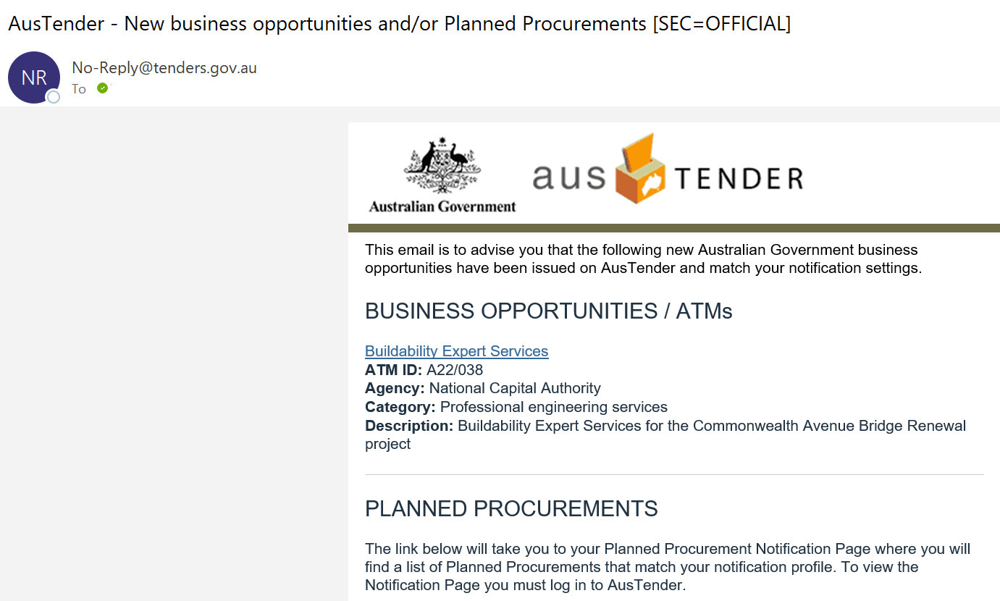 AusTender - New business opportunities and/or Planned Procurements [SEC=OFFICIAL]
NR
No-Reply@tenders.gov.au
To
Australian Government
aus TENDER
This email is to advise you that the following new Australian Government business
opportunities have been issued on AusTender and match your notification settings.
BUSINESS OPPORTUNITIES / ATMs
Buildability Expert Services
ATM ID: A22/038
Agency: National Capital Authority
Category: Professional engineering services
Description: Buildability Expert Services for the Commonwealth Avenue Bridge Renewal
project
PLANNED PROCUREMENTS
The link below will take you to your Planned Procurement Notification Page where you will
find a list of Planned Procurements that match your notification profile. To view the
Notification Page you must log in to AusTender.